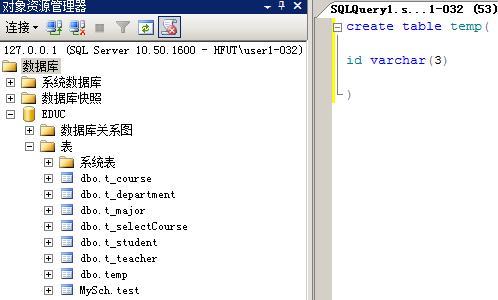 对象资源管理器
连接
127.0.0.1 (SQL Server 10.50.1600 - HFUT\user1-032)
数据库
系统数据库
数据库快照
EDUC
数据库关系图
表
系统表
dbo.t_course
dbo.t_department
dbo.t_major
dbo.t_selectCourse
dbo.t_student
dbo.t_teacher
dbo.temp
MySch.test
SQLQuery1.s...1-032 (53)
create table temp(
id varchar(3)
)